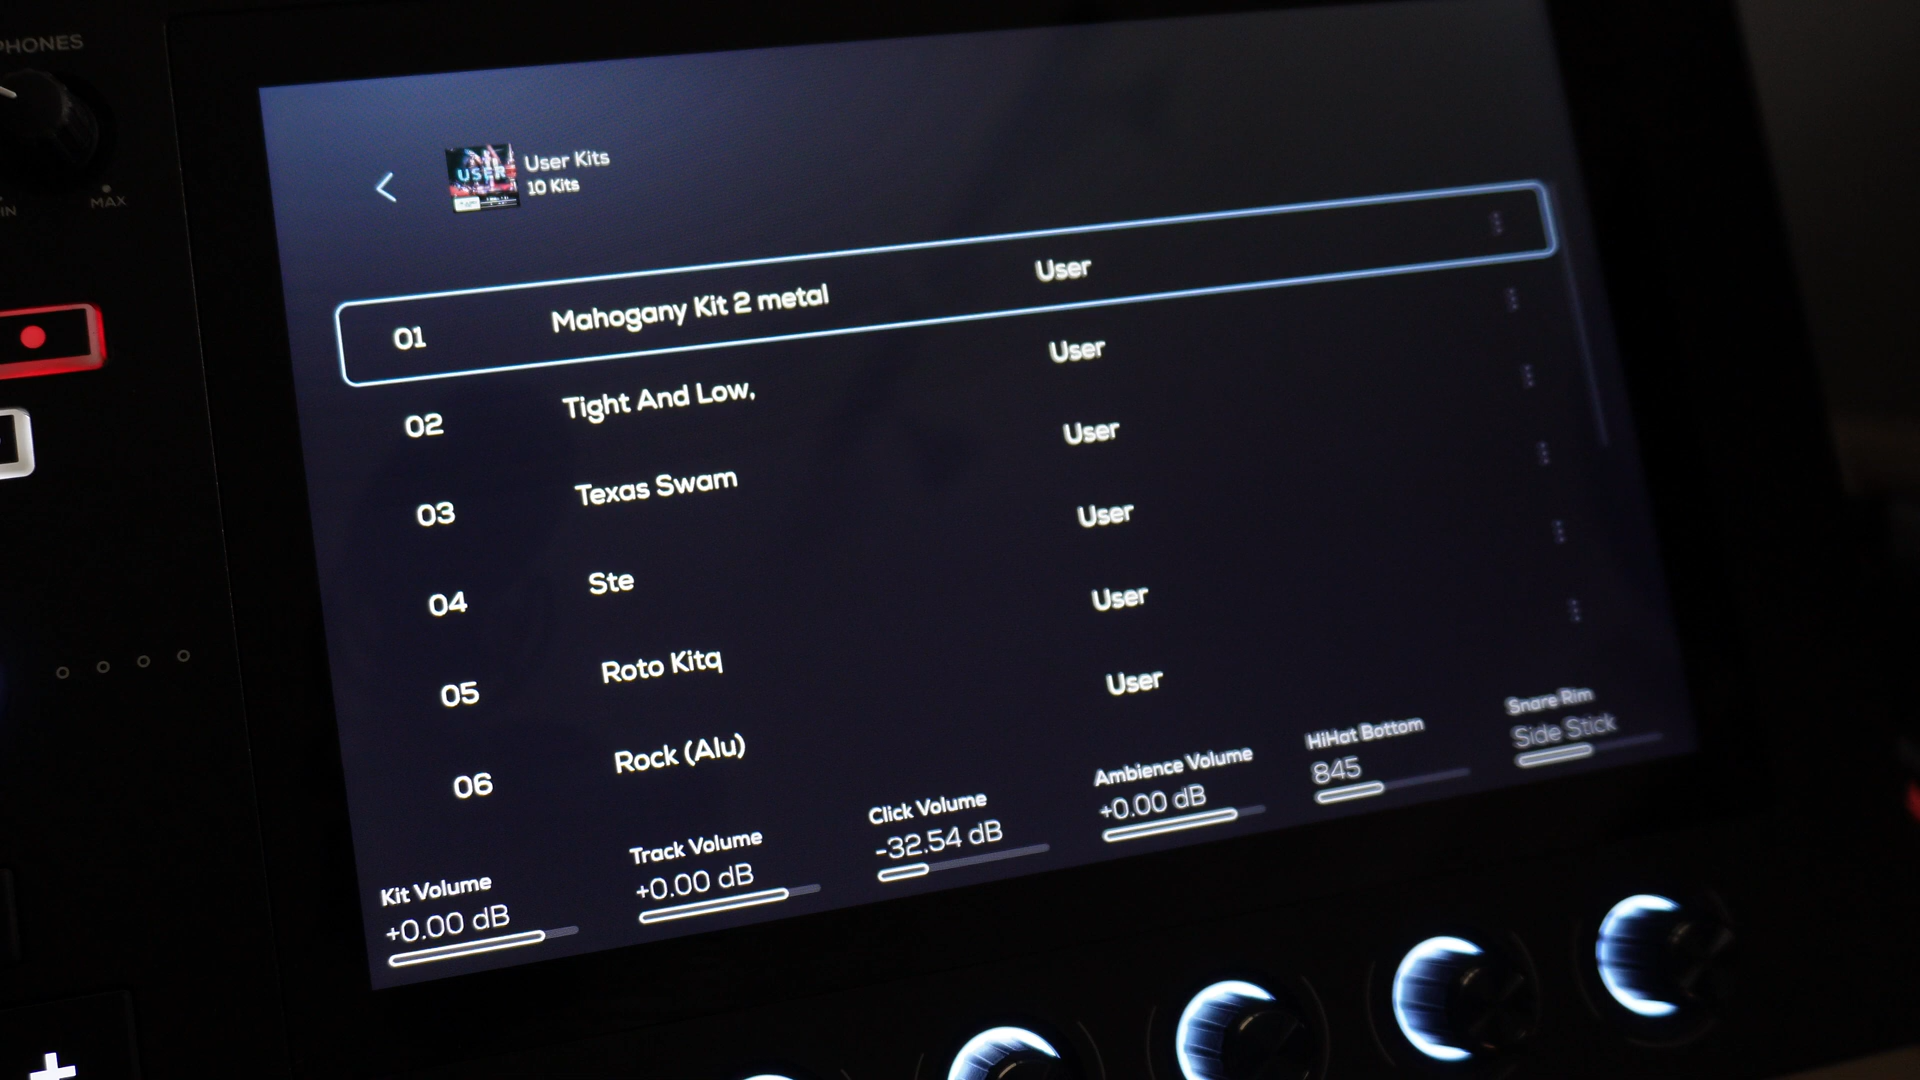 PHONES
IN
MAX
USER
User Kits
10 Kits
01 Mahogany Kit 2 metal User
02 Tight And Low, User
03 Texas Swam User
04 Ste User
05 Roto Kitq User
06 Rock (Alu) User
Kit Volume
+0.00 dB
Track Volume
+0.00 dB
Click Volume
-32.54 dB
Ambience Volume
+0.00 dB
HiHat Bottom
845
Snare Rim
Side Stick